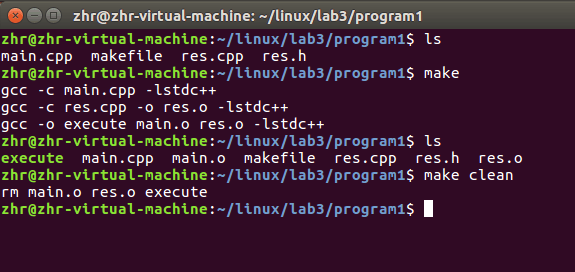 zhr@zhr-virtual-machine: ~/linux/lab3/program1
zhr@zhr-virtual-machine:~/linux/lab3/program1$ ls
main.cpp  makefile  res.cpp  res.h
zhr@zhr-virtual-machine:~/linux/lab3/program1$ make
gcc -c main.cpp -lstdc++
gcc -c res.cpp -o res.o -lstdc++
gcc -o execute main.o res.o -lstdc++
zhr@zhr-virtual-machine:~/linux/lab3/program1$ ls
execute  main.cpp  main.o  makefile  res.cpp  res.h  res.o
zhr@zhr-virtual-machine:~/linux/lab3/program1$ make clean
rm main.o res.o execute
zhr@zhr-virtual-machine:~/linux/lab3/program1$